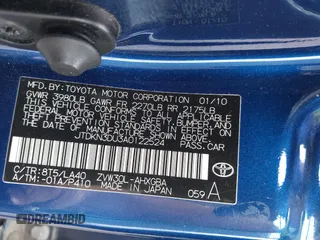 MFD. BY: TOYOTA MOTOR CORPORATION 01/10
GVWR 3980LB GAWR FR 2270LB RR 2175LB
THIS VEHICLE CONFORMS TO ALL APPLICABLE
FEDERAL MOTOR VEHICLE SAFETY, BUMPER, AND
THEFT PREVENTION STANDARDS IN EFFECT ON
THE DATE OF MANUFACTURE SHOWN ABOVE.
JTDKN3DU3A0122524 PASS.CAR
C/TR: 8T5/LA40 ZVW30L-AHXGBA
A/TM: -01A/P410 MADE IN JAPAN 059 A
DREAMBID